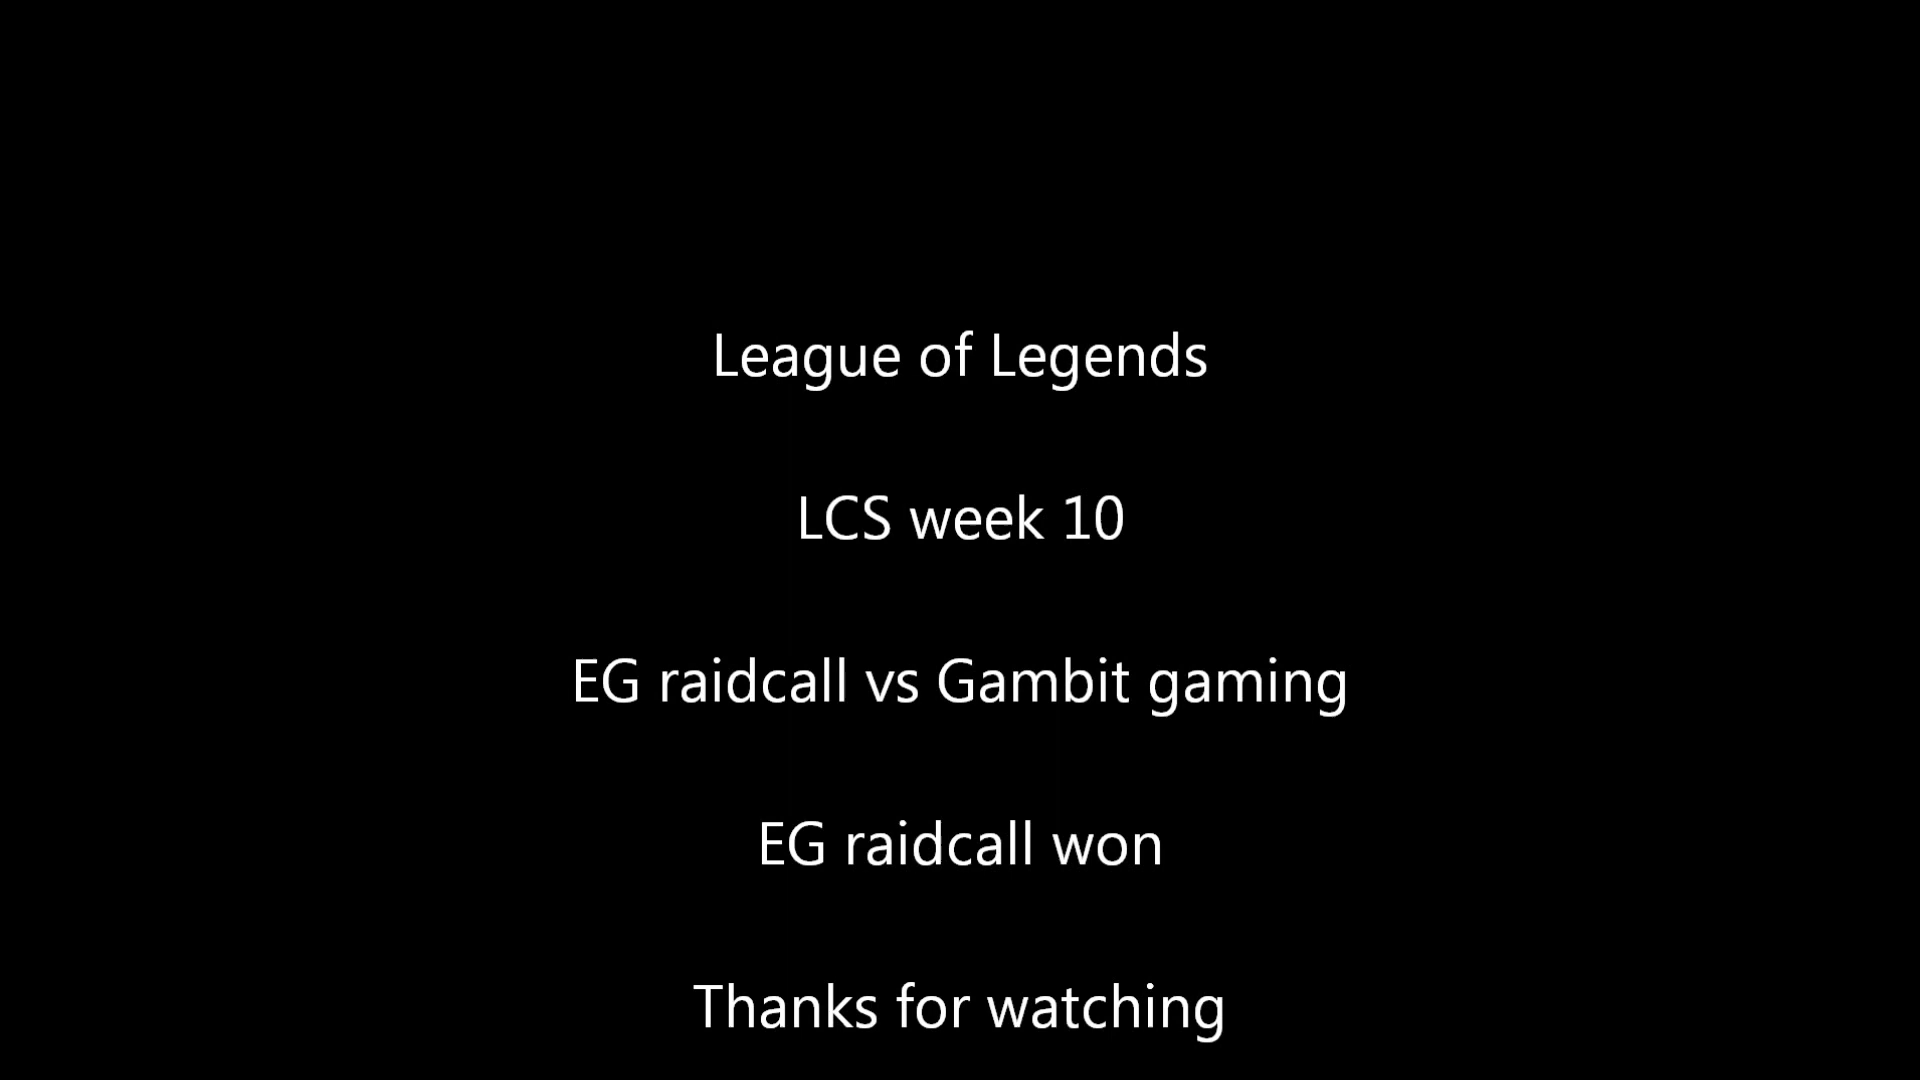 League of Legends
LCS week 10
EG raidcall vs Gambit gaming
EG raidcall won
Thanks for watching